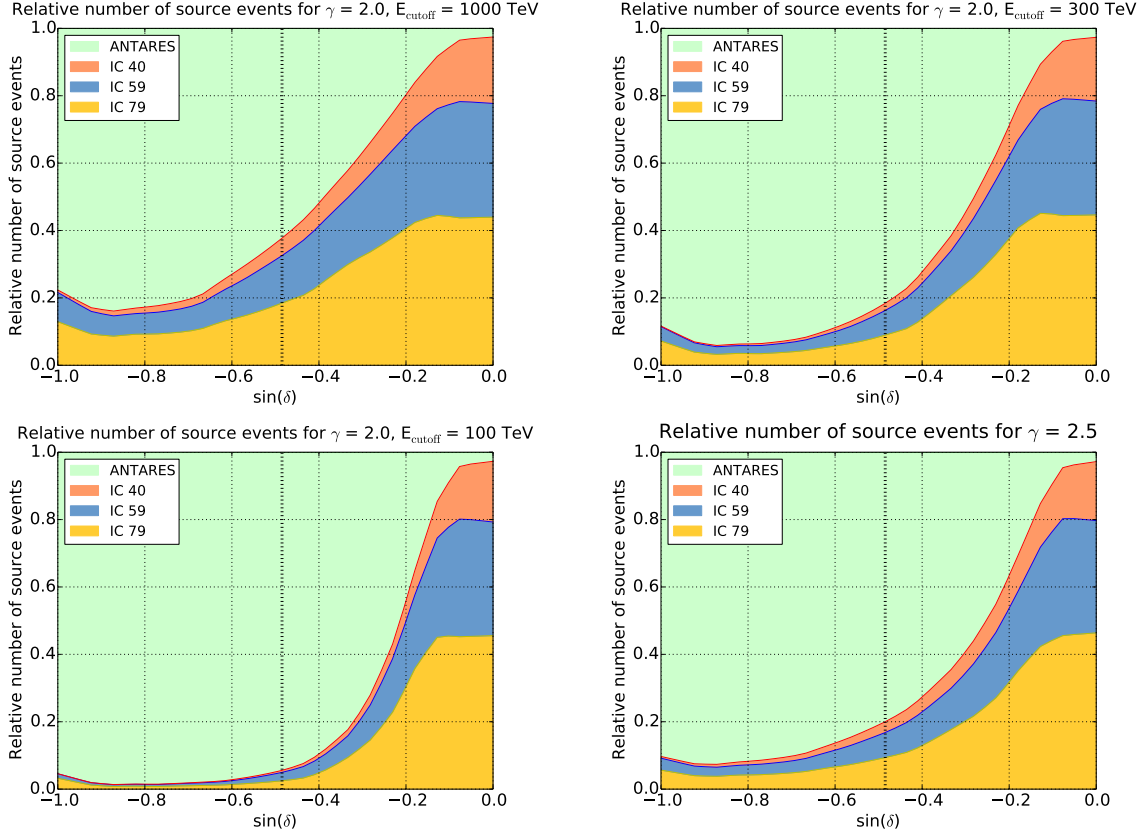 Relative number of source events for γ = 2.0, E_cutoff = 1000 TeV
Relative number of source events
1.0
0.8
0.6
0.4
0.2
0.0
ANTARES
IC 40
IC 59
IC 79
−1.0 −0.8 −0.6 −0.4 −0.2 0.0
sin(δ)
Relative number of source events for γ = 2.0, E_cutoff = 300 TeV
Relative number of source events
1.0
0.8
0.6
0.4
0.2
0.0
ANTARES
IC 40
IC 59
IC 79
−1.0 −0.8 −0.6 −0.4 −0.2 0.0
sin(δ)
Relative number of source events for γ = 2.0, E_cutoff = 100 TeV
Relative number of source events
1.0
0.8
0.6
0.4
0.2
0.0
ANTARES
IC 40
IC 59
IC 79
−1.0 −0.8 −0.6 −0.4 −0.2 0.0
sin(δ)
Relative number of source events for γ = 2.5
Relative number of source events
1.0
0.8
0.6
0.4
0.2
0.0
ANTARES
IC 40
IC 59
IC 79
−1.0 −0.8 −0.6 −0.4 −0.2 0.0
sin(δ)